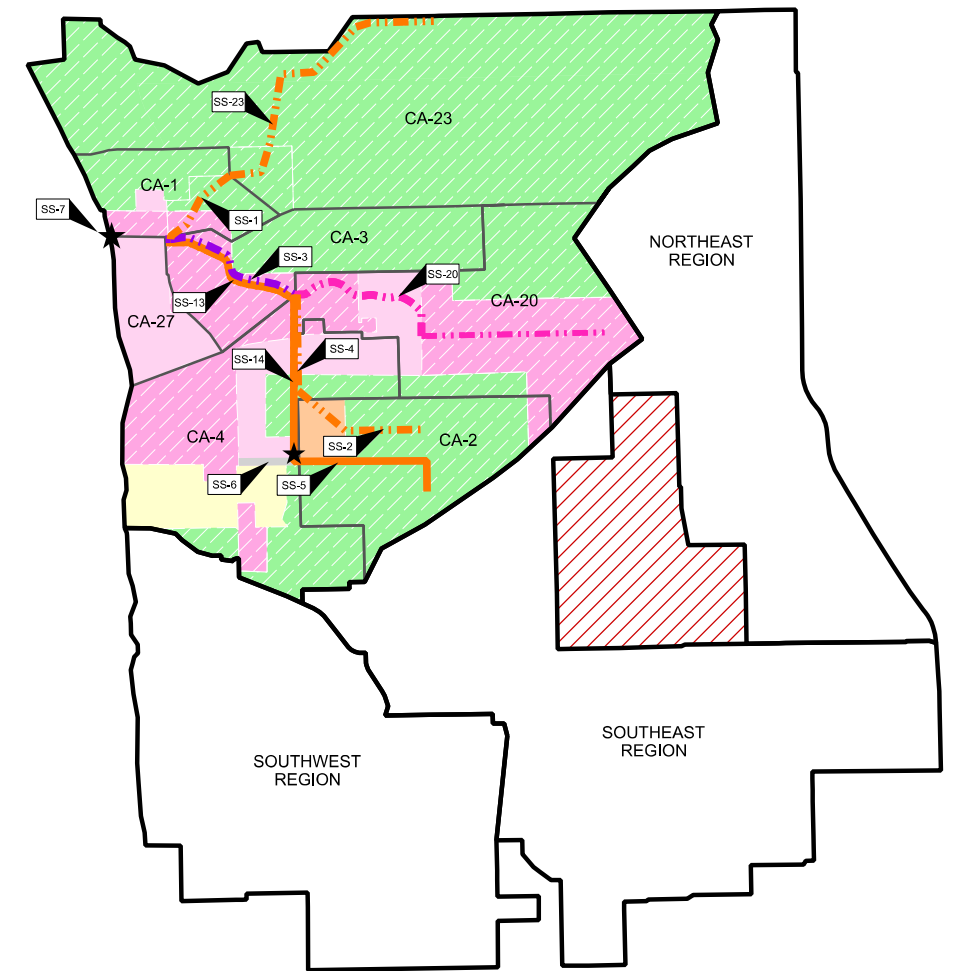 SS-23
CA-23
CA-1
SS-7
SS-1
CA-3
SS-3
NORTHEAST
REGION
SS-20
SS-13
CA-20
CA-27
SS-4
SS-14
CA-4
SS-2
CA-2
SS-6
SS-5
SOUTHWEST
REGION
SOUTHEAST
REGION